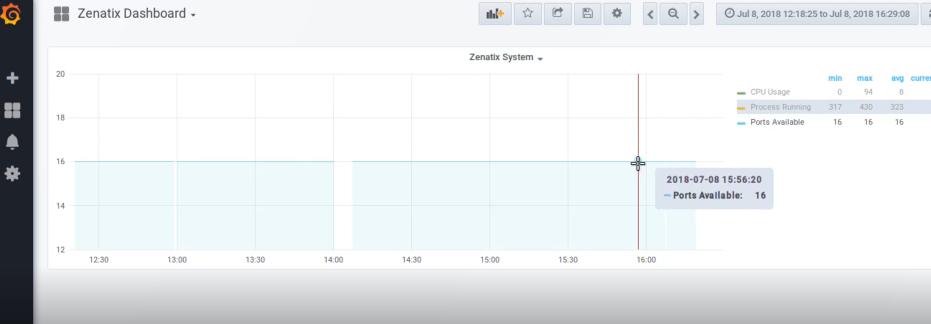 Zenatix Dashboard
Jul 8, 2018 12:18:25 to Jul 8, 2018 16:29:08
Zenatix System
min max avg
CPU Usage 0 94 8
Process Running 317 430 323
Ports Available 16 16 16
20
18
16
14
12
2018-07-08 15:56:20
Ports Available: 16
12:30 13:00 13:30 14:00 14:30 15:00 15:30 16:00